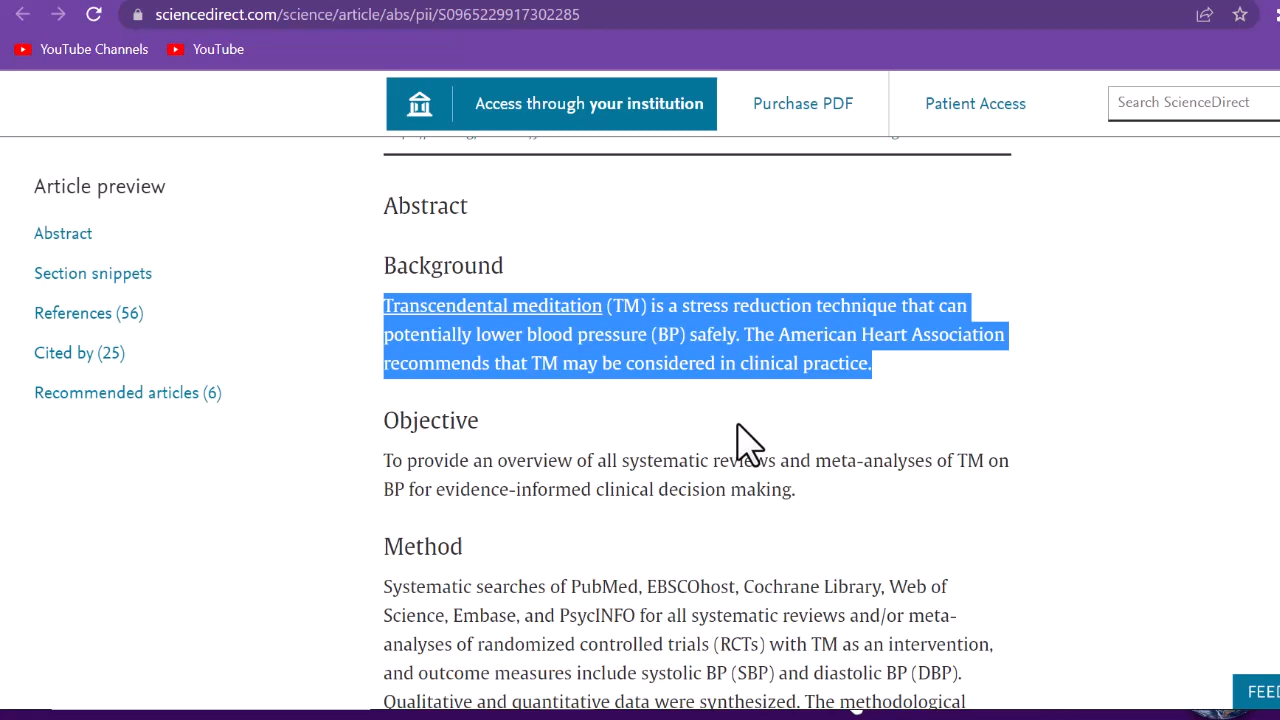 sciencedirect.com/science/article/abs/pii/S0965229917302285
YouTube Channels YouTube
Access through your institution Purchase PDF Patient Access Search ScienceDirect
Article preview
Abstract
Section snippets
References (56)
Cited by (25)
Recommended articles (6)
Abstract
Background
Transcendental meditation (TM) is a stress reduction technique that can
potentially lower blood pressure (BP) safely. The American Heart Association
recommends that TM may be considered in clinical practice.
Objective
To provide an overview of all systematic reviews and meta-analyses of TM on
BP for evidence-informed clinical decision making.
Method
Systematic searches of PubMed, EBSCOhost, Cochrane Library, Web of
Science, Embase, and PsycINFO for all systematic reviews and/or meta-
analyses of randomized controlled trials (RCTs) with TM as an intervention,
and outcome measures include systolic BP (SBP) and diastolic BP (DBP).
Qualitative and quantitative data were synthesized. The methodological
FEED